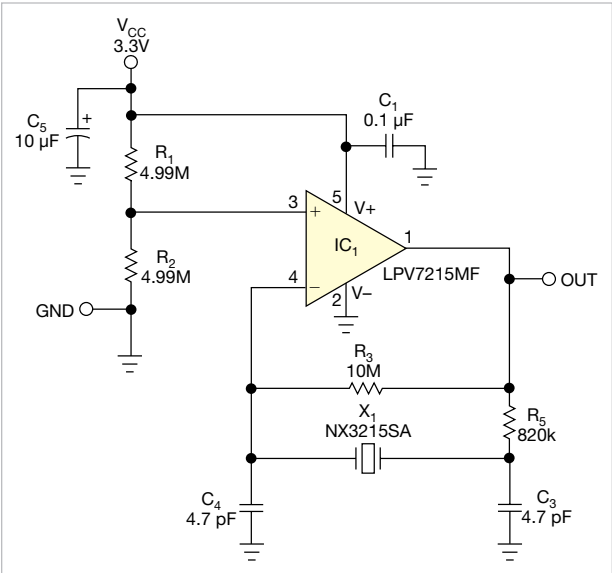 VCC
3.3V
C5
10 µF
+
C1
0.1 µF
R1
4.99M
3
+
5
V+
IC1
1
LPV7215MF
OUT
R2
4.99M
4
–
2
V–
GND
R3
10M
X1
NX3215SA
R5
820k
C4
4.7 pF
C3
4.7 pF